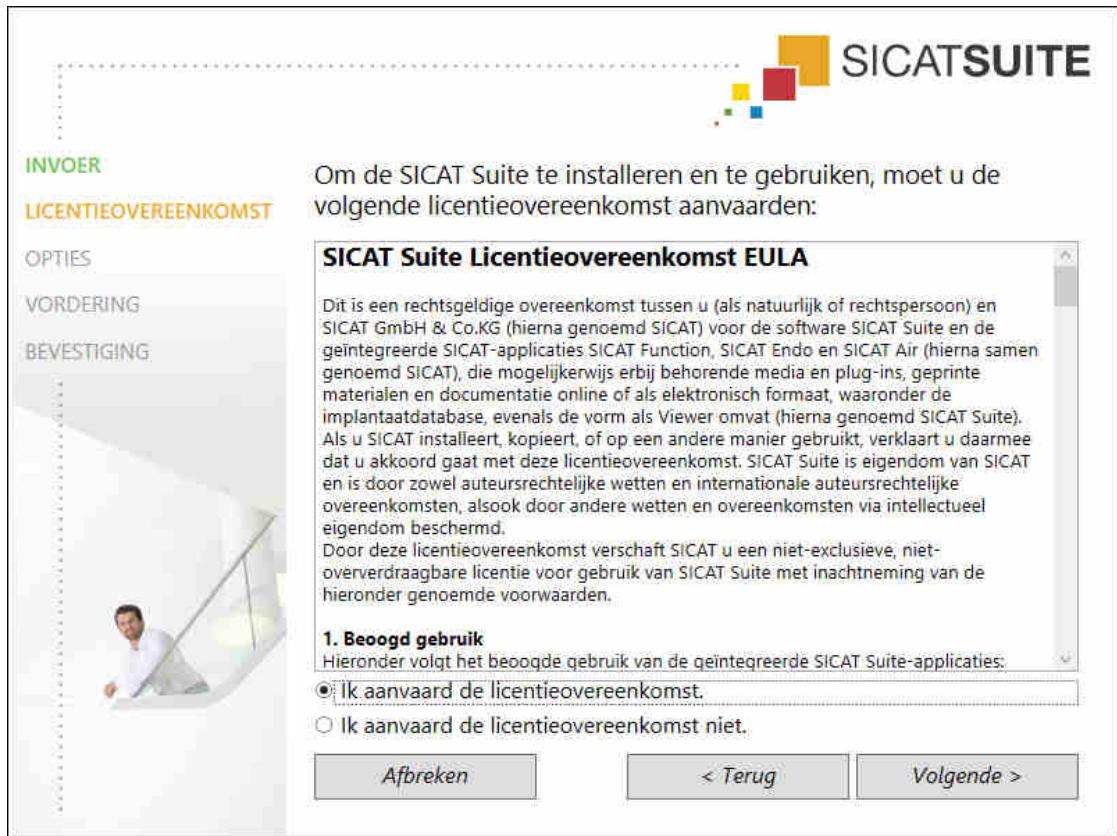 SICATSUITE
INVOER
LICENTIEOVEREENKOMST
OPTIES
VORDERING
BEVESTIGING
Om de SICAT Suite te installeren en te gebruiken, moet u de
volgende licentieovereenkomst aanvaarden:
SICAT Suite Licentieovereenkomst EULA
Dit is een rechtsgeldige overeenkomst tussen u (als natuurlijk of rechtspersoon) en
SICAT GmbH & Co.KG (hierna genoemd SICAT) voor de software SICAT Suite en de
geïntegreerde SICAT-applicaties SICAT Function, SICAT Endo en SICAT Air (hierna samen
genoemd SICAT), die mogelijkerwijs erbij behorende media en plug-ins, geprinte
materialen en documentatie online of als elektronisch formaat, waaronder de
implantaatdatabase, evenals de vorm als Viewer omvat (hierna genoemd SICAT Suite).
Als u SICAT installeert, kopieert, of op een andere manier gebruikt, verklaart u daarmee
dat u akkoord gaat met deze licentieovereenkomst. SICAT Suite is eigendom van SICAT
en is door zowel auteursrechtelijke wetten en internationale auteursrechtelijke
overeenkomsten, alsook door andere wetten en overeenkomsten via intellectueel
eigendom beschermd.
Door deze licentieovereenkomst verschaft SICAT u een niet-exclusieve, niet-
oververdraagbare licentie voor gebruik van SICAT Suite met inachtneming van de
hieronder genoemde voorwaarden.
1. Beoogd gebruik
Hieronder volgt het beoogde gebruik van de geïntegreerde SICAT Suite-applicaties:
Ik aanvaard de licentieovereenkomst.
Ik aanvaard de licentieovereenkomst niet.
Afbreken
< Terug
Volgende >